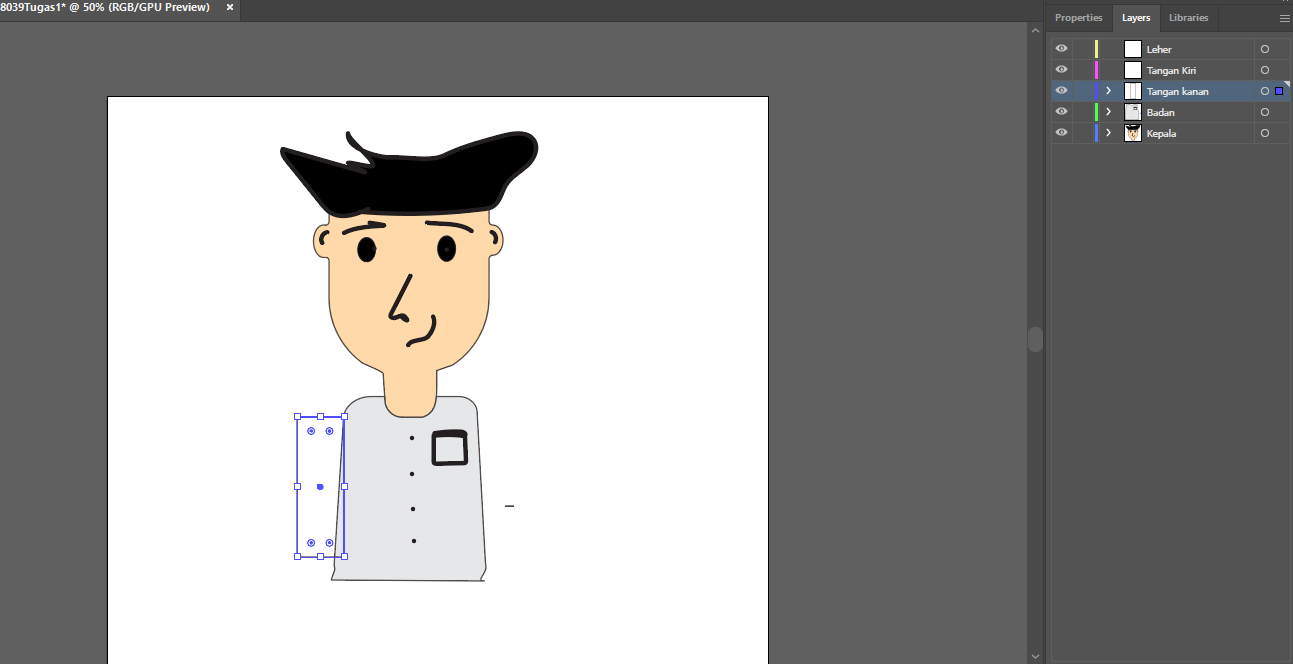 8039Tugas1* @ 50% (RGB/GPU Preview) ×
Properties Layers Libraries
Leher
Tangan Kiri
Tangan kanan
Badan
Kepala